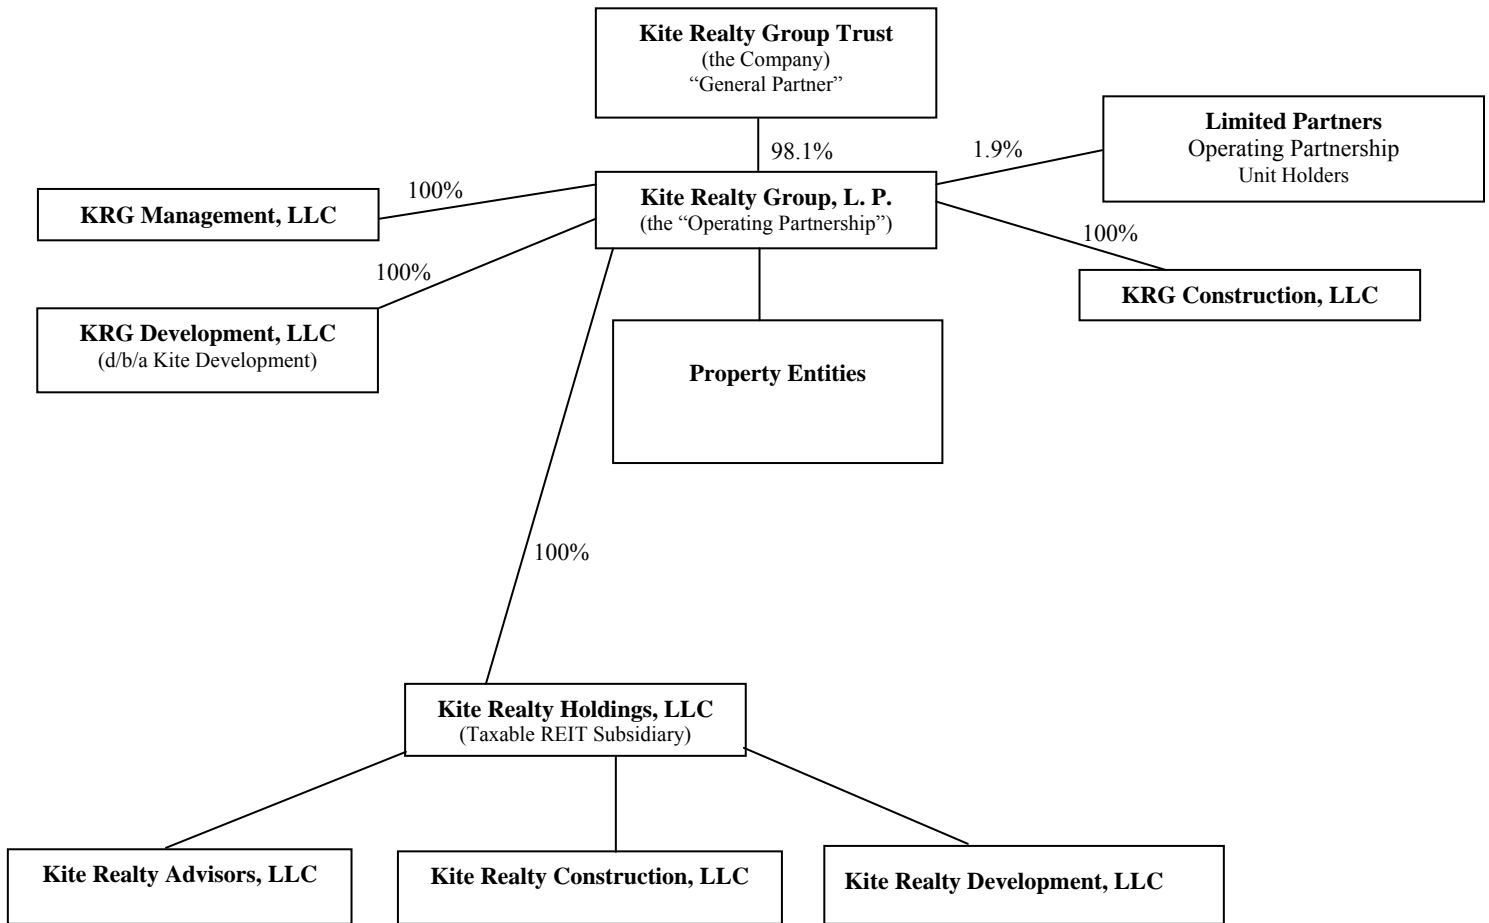 Kite Realty Group Trust
(the Company)
“General Partner”
Limited Partners
Operating Partnership
Unit Holders
98.1%
1.9%
Kite Realty Group, L. P.
(the “Operating Partnership”)
100%
KRG Management, LLC
100%
KRG Construction, LLC
100%
KRG Development, LLC
(d/b/a Kite Development)
Property Entities
100%
Kite Realty Holdings, LLC
(Taxable REIT Subsidiary)
Kite Realty Advisors, LLC
Kite Realty Construction, LLC
Kite Realty Development, LLC